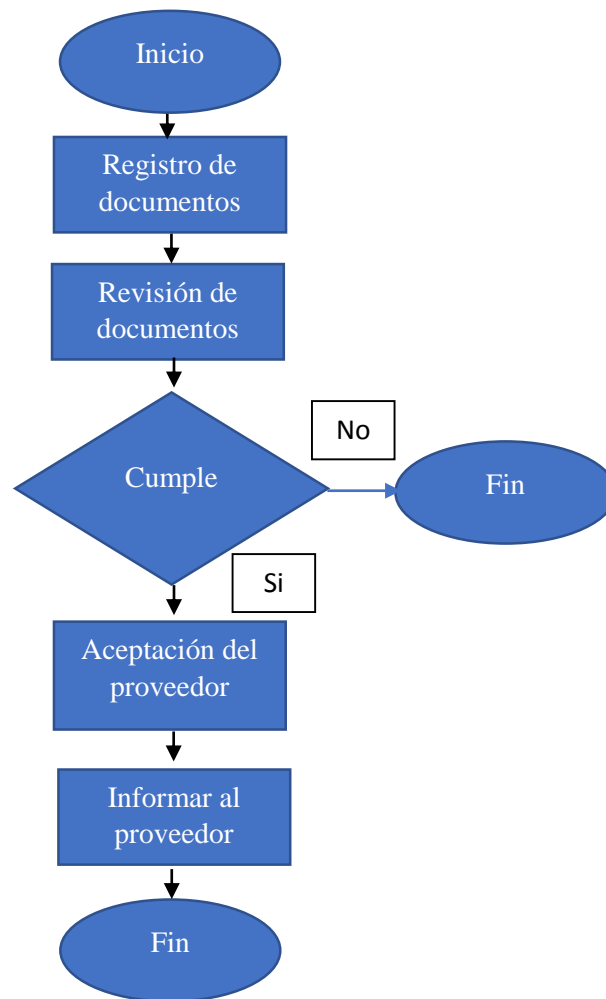 Inicio
Registro de
documentos
Revisión de
documentos
Cumple
No
Fin
Si
Aceptación del
proveedor
Informar al
proveedor
Fin